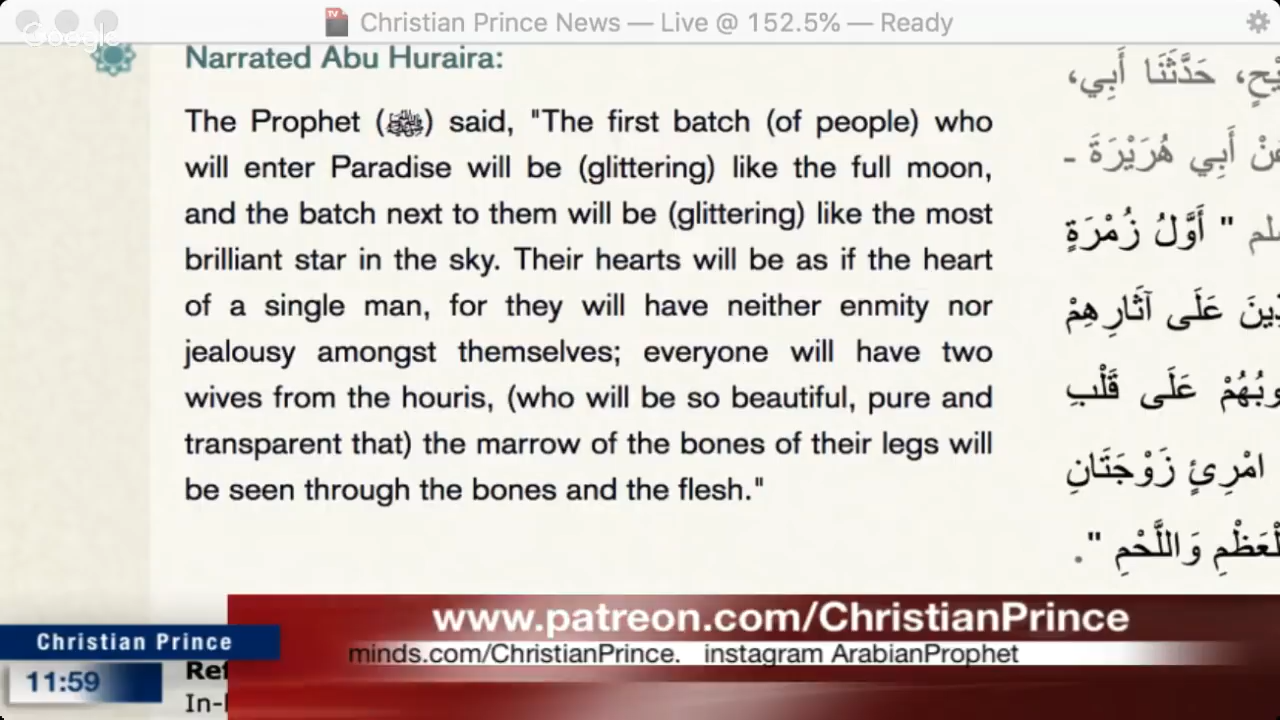 Christian Prince News — Live @ 152.5% — Ready
Google
Narrated Abu Huraira:
The Prophet (ﷺ) said, "The first batch (of people) who
will enter Paradise will be (glittering) like the full moon,
and the batch next to them will be (glittering) like the most
brilliant star in the sky. Their hearts will be as if the heart
of a single man, for they will have neither enmity nor
jealousy amongst themselves; everyone will have two
wives from the houris, (who will be so beautiful, pure and
transparent that) the marrow of the bones of their legs will
be seen through the bones and the flesh."
حَدَّثَنَا أَبِي،
أَبِي هُرَيْرَةَ ـ
" أَوَّلُ زُمْرَةٍ
عَلَى آثَارِهِمْ
عَلَى قَلْبِ
امْرِئٍ زَوْجَتَانِ
وَاللَّحْمِ ".
www.patreon.com/ChristianPrince
Christian Prince
minds.com/ChristianPrince. instagram ArabianProphet
11:59